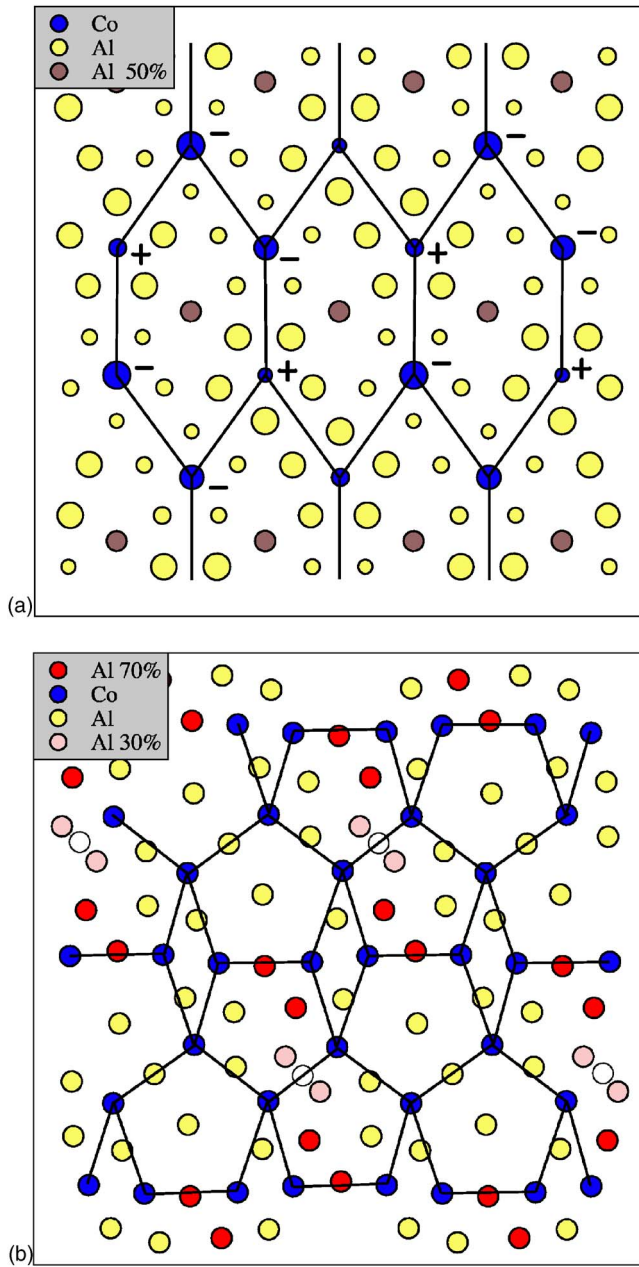 Co
Al
Al 50%
− −
+ − + −
− + − +
−
(a)
Al 70%
Co
Al
Al 30%
(b)